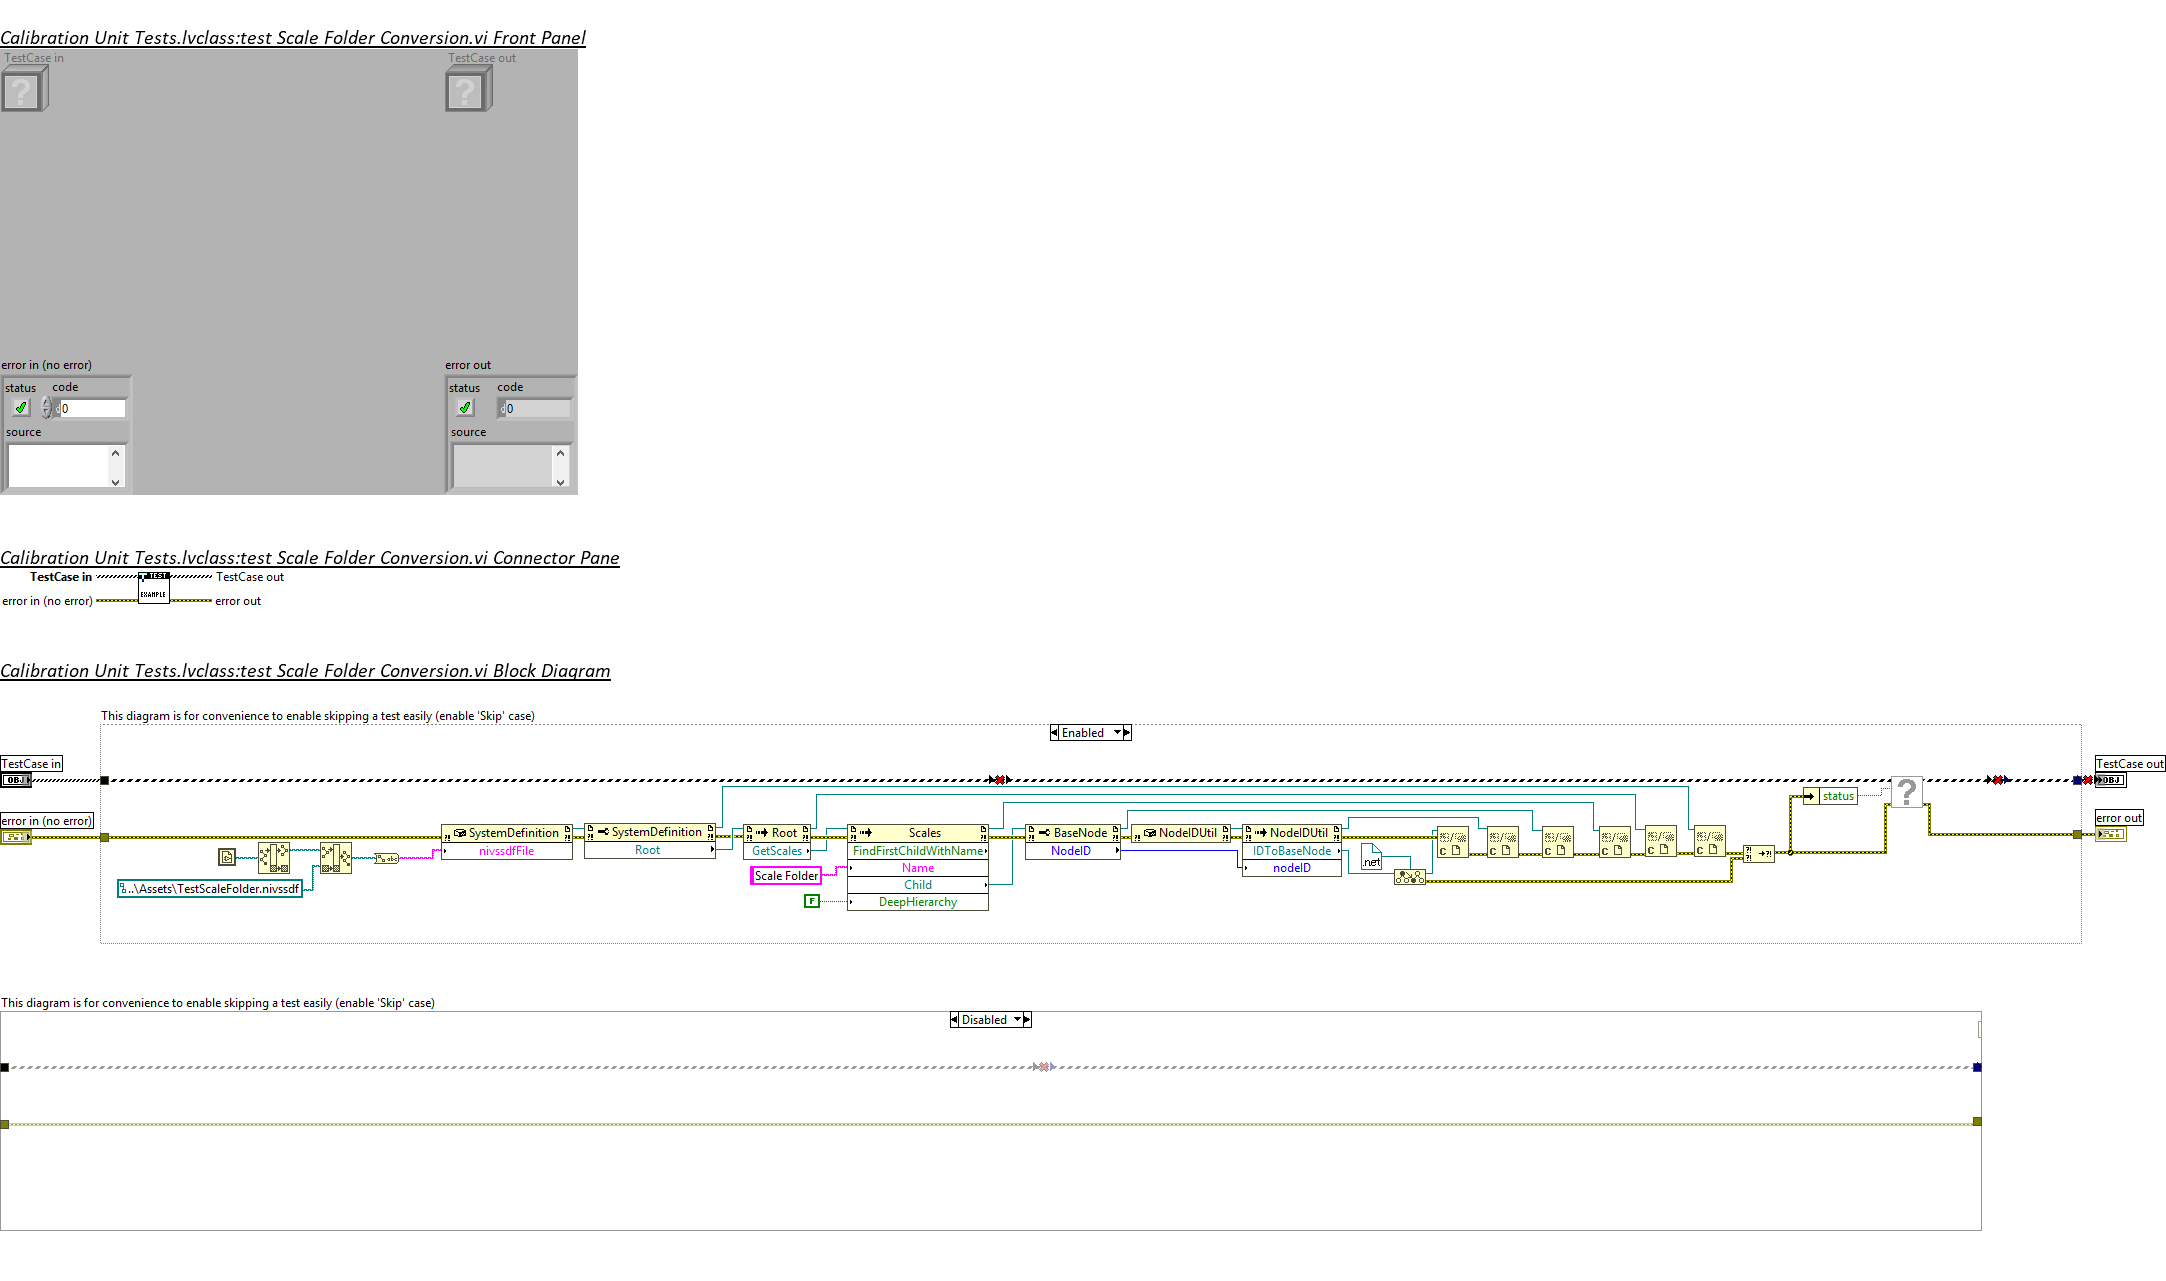 Calibration Unit Tests.lvclass:test Scale Folder Conversion.vi Front Panel
TestCase in
TestCase out
?
?
error in (no error)
error out
status code
status code
d0
d0
source
source
Calibration Unit Tests.lvclass:test Scale Folder Conversion.vi Connector Pane
TestCase in
TEST
TestCase out
error in (no error)
EXAMPLE
error out
Calibration Unit Tests.lvclass:test Scale Folder Conversion.vi Block Diagram
This diagram is for convenience to enable skipping a test easily (enable 'Skip' case)
Enabled
TestCase in
OBJ
TestCase out
OBJ
error in (no error)
error out
status
?
SystemDefinition
nivssdfFile
SystemDefinition
Root
Root
GetScales
Scales
FindFirstChildWithName
Name
Child
DeepHierarchy
BaseNode
NodeID
NodeIDUtil
NodeIDUtil
IDToBaseNode
nodeID
.net
C
C
C
C
C
C
abc
..\Assets\TestScaleFolder.nivssdf
Scale Folder
F
This diagram is for convenience to enable skipping a test easily (enable 'Skip' case)
Disabled